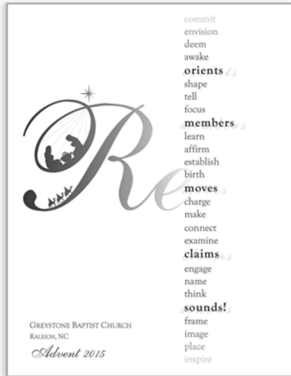 Re
commit
envision
deem
awake
orients
shape
tell
focus
members
learn
affirm
establish
birth
moves
charge
make
connect
examine
claims
engage
name
think
sounds!
frame
image
place
inspire
GREYSTONE BAPTIST CHURCH
RALEIGH, NC
Advent 2015